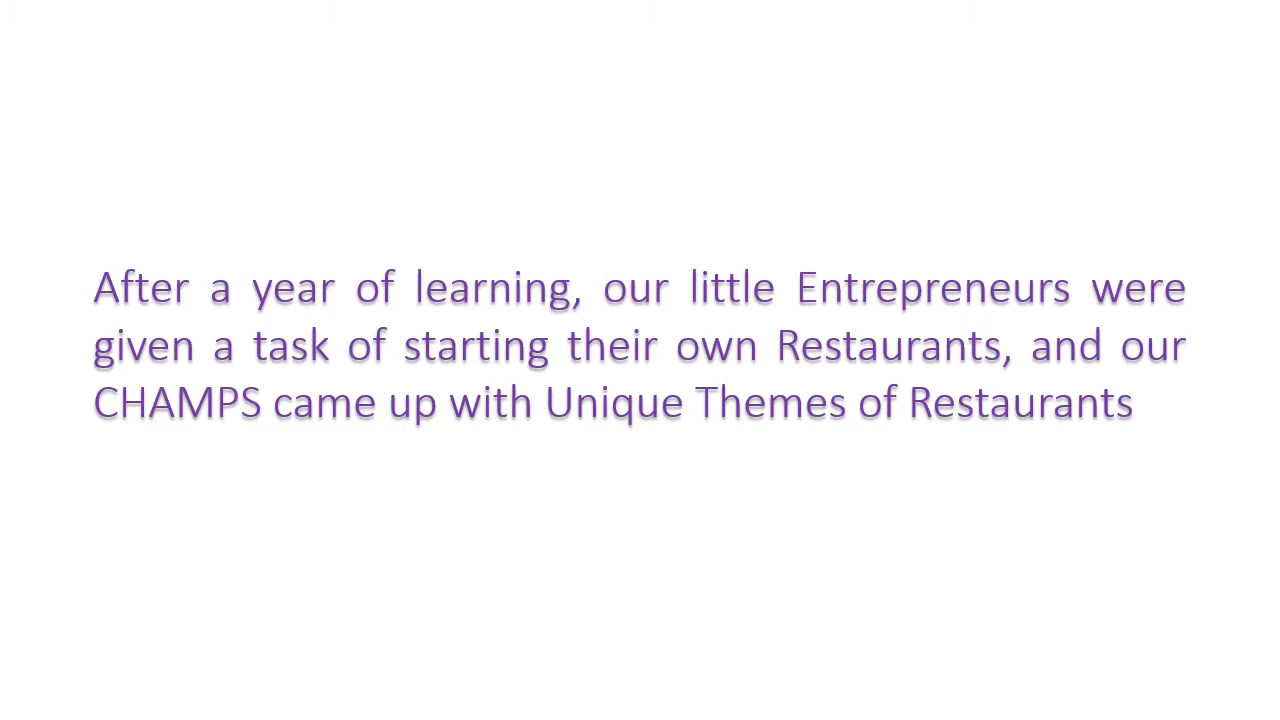 After a year of learning, our little Entrepreneurs were
given a task of starting their own Restaurants, and our
CHAMPS came up with Unique Themes of Restaurants